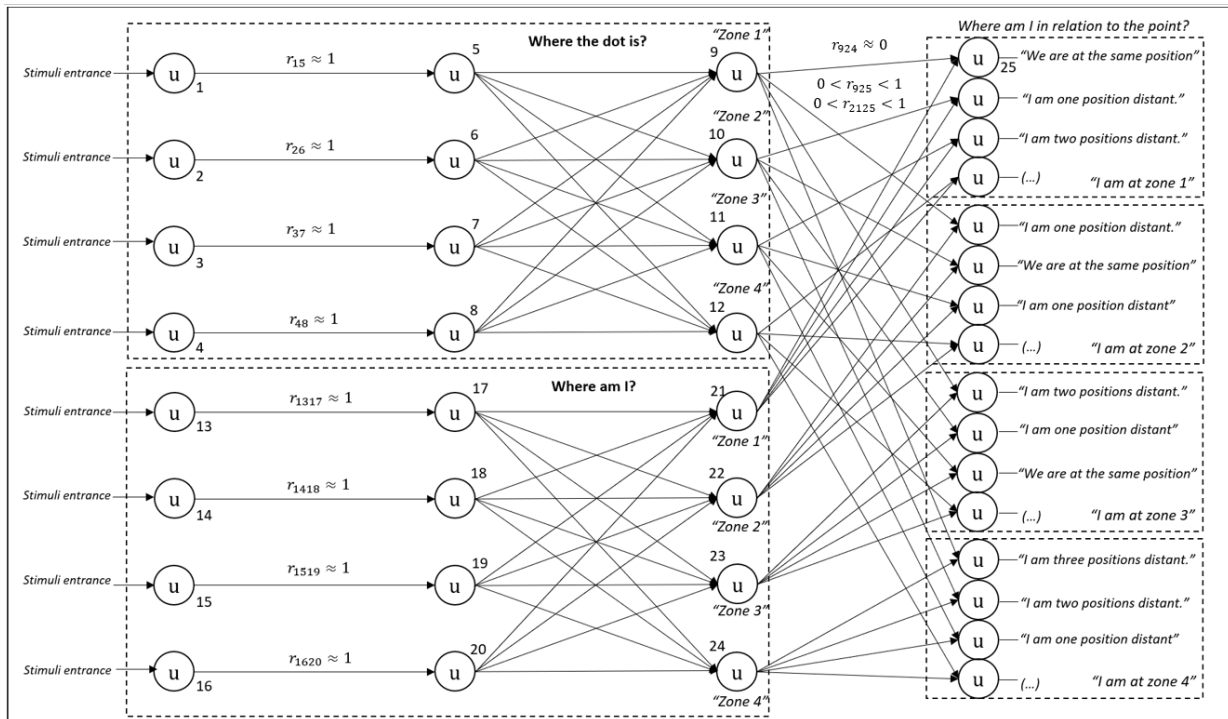 Where am I in relation to the point?
Where the dot is?
"Zone 1"
Stimuli entrance
u
1
r15 ≈ 1
5
u
9
u
r924 ≈ 0
0 < r925 < 1
0 < r2125 < 1
"Zone 2"
Stimuli entrance
u
2
r26 ≈ 1
6
u
10
u
"Zone 3"
Stimuli entrance
u
3
r37 ≈ 1
7
u
11
u
"Zone 4"
Stimuli entrance
u
4
r48 ≈ 1
8
u
12
u
Where am I?
Stimuli entrance
u
13
r1317 ≈ 1
17
u
21
u
"Zone 1"
Stimuli entrance
u
14
r1418 ≈ 1
18
u
22
u
"Zone 2"
Stimuli entrance
u
15
r1519 ≈ 1
19
u
23
u
"Zone 3"
Stimuli entrance
u
16
r1620 ≈ 1
20
u
24
u
"Zone 4"
u
25
"We are at the same position"
u
"I am one position distant."
u
"I am two positions distant."
u
(...)
"I am at zone 1"
u
"I am one position distant."
u
"We are at the same position"
u
"I am one position distant"
u
(...)
"I am at zone 2"
u
"I am two positions distant."
u
"I am one position distant"
u
"We are at the same position"
u
(...)
"I am at zone 3"
u
"I am three positions distant."
u
"I am two positions distant."
u
"I am one position distant"
u
(...)
"I am at zone 4"